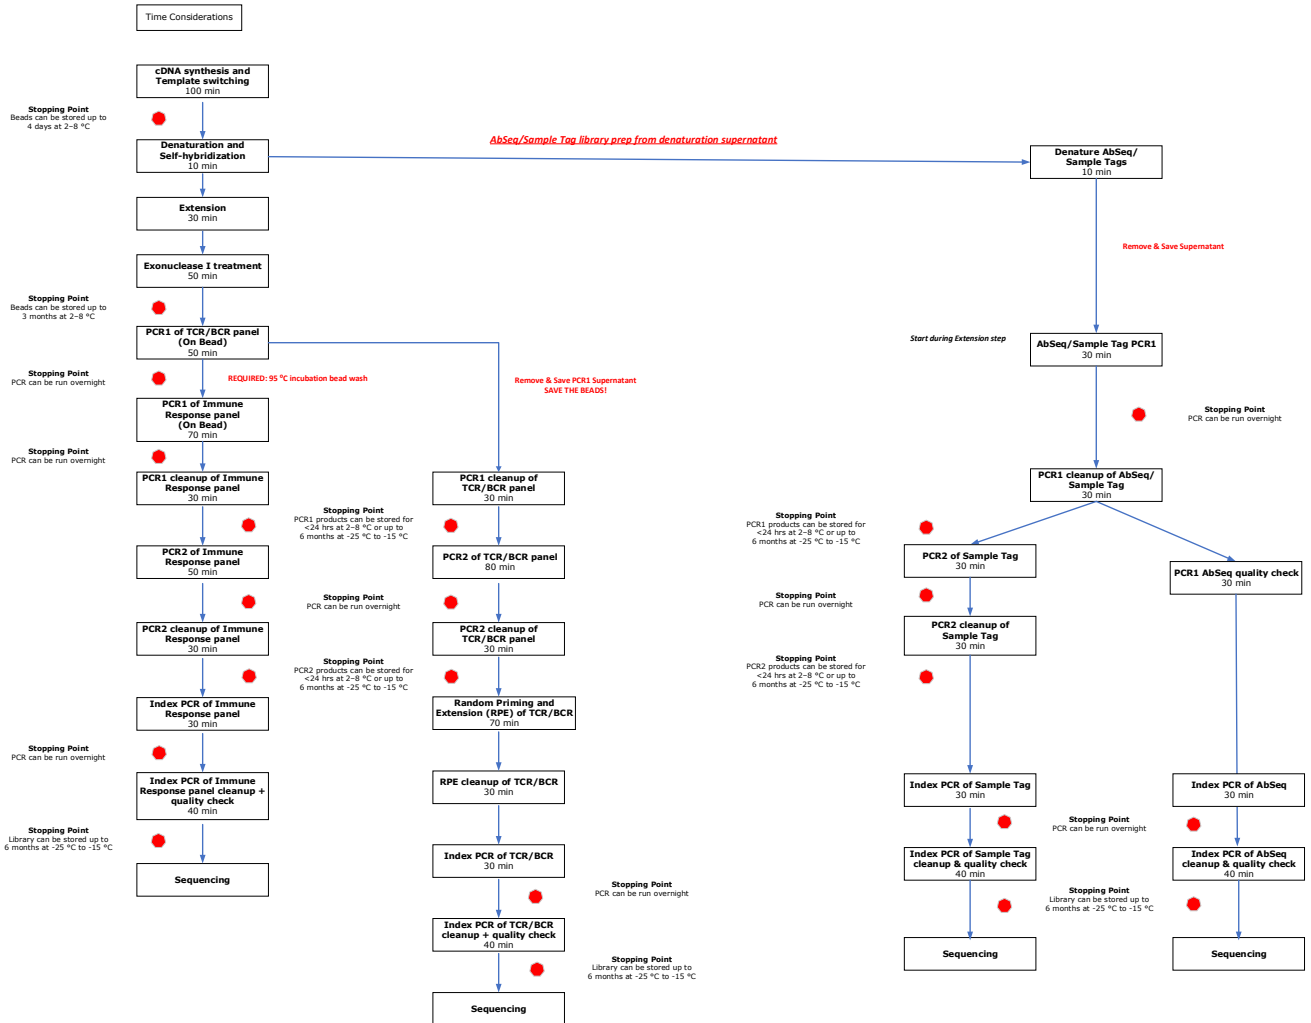 Time Considerations
cDNA synthesis and
Template switching
100 min
Stopping Point
Beads can be stored up to
4 days at 2–8 °C
Denaturation and
Self-hybridization
10 min
AbSeq/Sample Tag library prep from denaturation supernatant
Denature AbSeq/
Sample Tags
10 min
Extension
30 min
Remove & Save Supernatant
Exonuclease I treatment
50 min
Stopping Point
Beads can be stored up to
3 months at 2–8 °C
PCR1 of TCR/BCR panel
(On Bead)
50 min
Start during Extension step
AbSeq/Sample Tag PCR1
30 min
Stopping Point
PCR can be run overnight
REQUIRED: 95 °C incubation bead wash
Remove & Save PCR1 Supernatant
SAVE THE BEADS!
PCR1 of Immune
Response panel
(On Bead)
70 min
Stopping Point
PCR can be run overnight
Stopping Point
PCR can be run overnight
PCR1 cleanup of Immune
Response panel
30 min
PCR1 cleanup of
TCR/BCR panel
30 min
PCR1 cleanup of AbSeq/
Sample Tag
30 min
Stopping Point
PCR1 products can be stored for
<24 hrs at 2–8 °C or up to
6 months at -25 °C to -15 °C
Stopping Point
PCR1 products can be stored for
<24 hrs at 2–8 °C or up to
6 months at -25 °C to -15 °C
PCR2 of Immune
Response panel
50 min
PCR2 of TCR/BCR panel
80 min
PCR2 of Sample Tag
30 min
PCR1 AbSeq quality check
30 min
Stopping Point
PCR can be run overnight
Stopping Point
PCR can be run overnight
PCR2 cleanup of Immune
Response panel
30 min
PCR2 cleanup of
TCR/BCR panel
30 min
PCR2 cleanup of
Sample Tag
30 min
Stopping Point
PCR2 products can be stored for
<24 hrs at 2–8 °C or up to
6 months at -25 °C to -15 °C
Stopping Point
PCR2 products can be stored for
<24 hrs at 2–8 °C or up to
6 months at -25 °C to -15 °C
Index PCR of Immune
Response panel
30 min
Random Priming and
Extension (RPE) of TCR/BCR
70 min
Stopping Point
PCR can be run overnight
Index PCR of Immune
Response panel cleanup +
quality check
40 min
RPE cleanup of TCR/BCR
30 min
Index PCR of Sample Tag
30 min
Index PCR of AbSeq
30 min
Stopping Point
PCR can be run overnight
Stopping Point
Library can be stored up to
6 months at -25 °C to -15 °C
Index PCR of TCR/BCR
30 min
Index PCR of Sample Tag
cleanup & quality check
40 min
Index PCR of AbSeq
cleanup & quality check
40 min
Sequencing
Stopping Point
PCR can be run overnight
Stopping Point
Library can be stored up to
6 months at -25 °C to -15 °C
Index PCR of TCR/BCR
cleanup + quality check
40 min
Sequencing
Sequencing
Stopping Point
Library can be stored up to
6 months at -25 °C to -15 °C
Sequencing